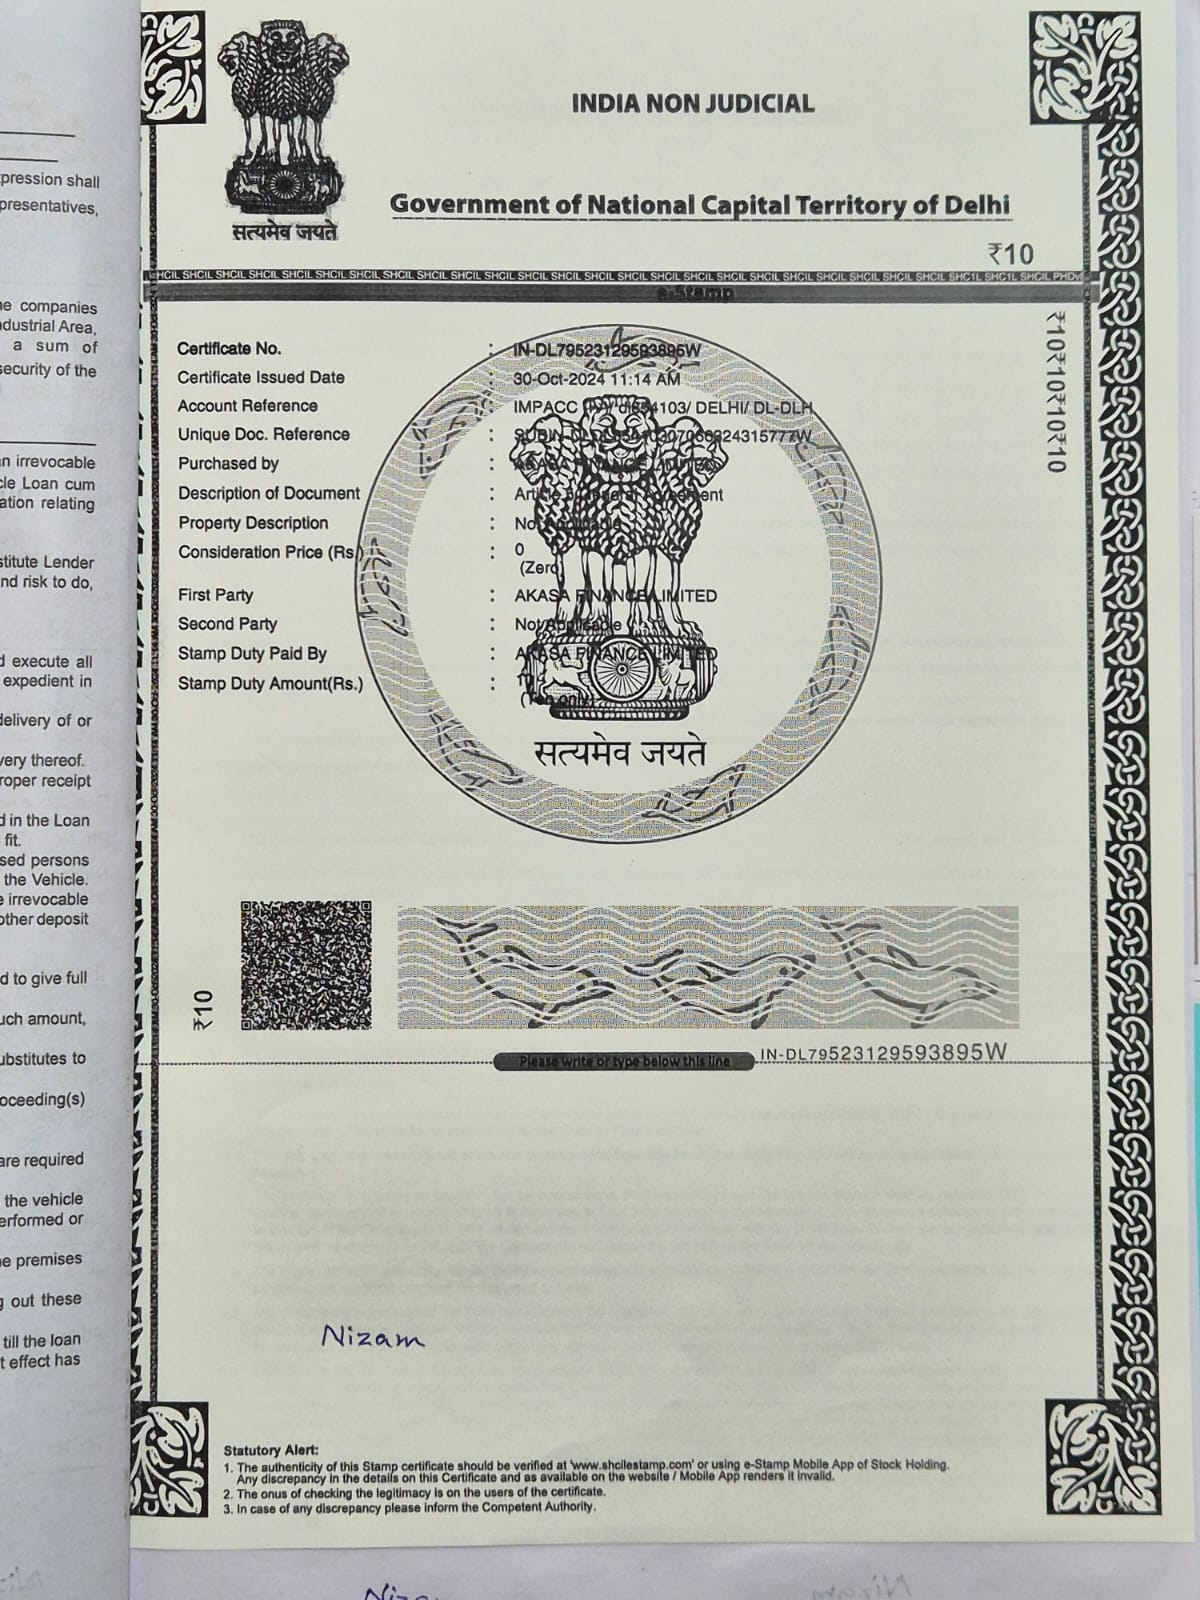 pression shall
presentatives,
e companies
dustrial Area,
a sum of
security of the
n irrevocable
cle Loan cum
ation relating
stitute Lender
nd risk to do,
d execute all
expedient in
delivery of or
very thereof.
roper receipt
d in the Loan
fit.
sed persons
the Vehicle.
e irrevocable
other deposit
d to give full
uch amount,
ubstitutes to
oceeding(s)
are required
the vehicle
erformed or
e premises
g out these
till the loan
t effect has
सत्यमेव जयते
INDIA NON JUDICIAL
Government of National Capital Territory of Delhi
₹10
SHCIL SHCIL SHCIL SHCIL SHCIL SHCIL SHCIL SHCIL SHCIL SHCIL SHCIL SHCIL SHCIL SHCIL SHCIL SHCIL SHCIL SHCIL SHCIL SHCIL SHCIL SHCIL SHCIL SHCIL
e-Stamp
₹10₹10₹10₹10
Certificate No. : IN-DL79523129593895W
Certificate Issued Date : 30-Oct-2024 11:14 AM
Account Reference : IMPACC (IV)/ dl854103/ DELHI/ DL-DLH
Unique Doc. Reference :
Purchased by : AKASA FINANCE LIMITED
Description of Document : Article 5 General Agreement
Property Description : Not Applicable
Consideration Price (Rs.) : 0
(Zero)
First Party : AKASA FINANCE LIMITED
Second Party : Not Applicable
Stamp Duty Paid By : AKASA FINANCE LIMITED
Stamp Duty Amount(Rs.) : 10
(Ten only)
सत्यमेव जयते
₹10
Please write or type below this line
IN-DL79523129593895W
Nizam
Statutory Alert:
1. The authenticity of this Stamp certificate should be verified at 'www.shcilestamp.com' or using e-Stamp Mobile App of Stock Holding.
Any discrepancy in the details on this Certificate and as available on the website / Mobile App renders it invalid.
2. The onus of checking the legitimacy is on the users of the certificate.
3. In case of any discrepancy please inform the Competent Authority.